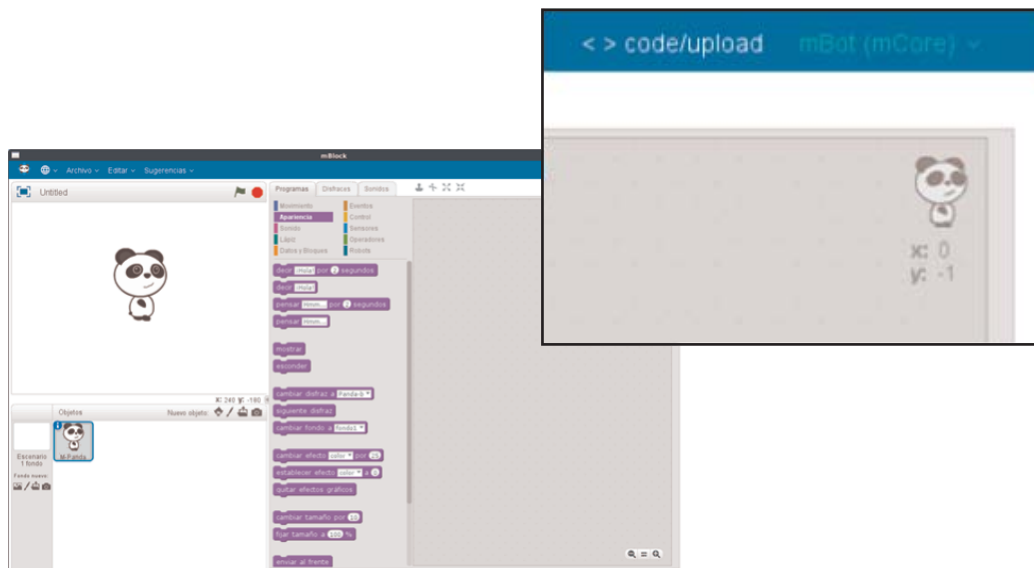 < > code/upload mBot (mCore)
x: 0
y: -1
mBlock
Archivo Editar Sugerencias
Untitled
Programas Disfraces Sonidos
Movimiento Eventos
Apariencia Control
Sonido Sensores
Lápiz Operadores
Datos y Bloques Robots
decir ¡Hola! por 2 segundos
decir ¡Hola!
pensar Hmm... por 2 segundos
pensar Hmm...
mostrar
esconder
cambiar disfraz a Panda-b
siguiente disfraz
cambiar fondo a fondo1
cambiar efecto color por 25
establecer efecto color a 0
quitar efectos gráficos
cambiar tamaño por 10
fijar tamaño a 100 %
enviar al frente
X: 240 y: -180
Objetos Nuevo objeto:
Escenario
1 fondo
M-Panda
Fondo nuevo: